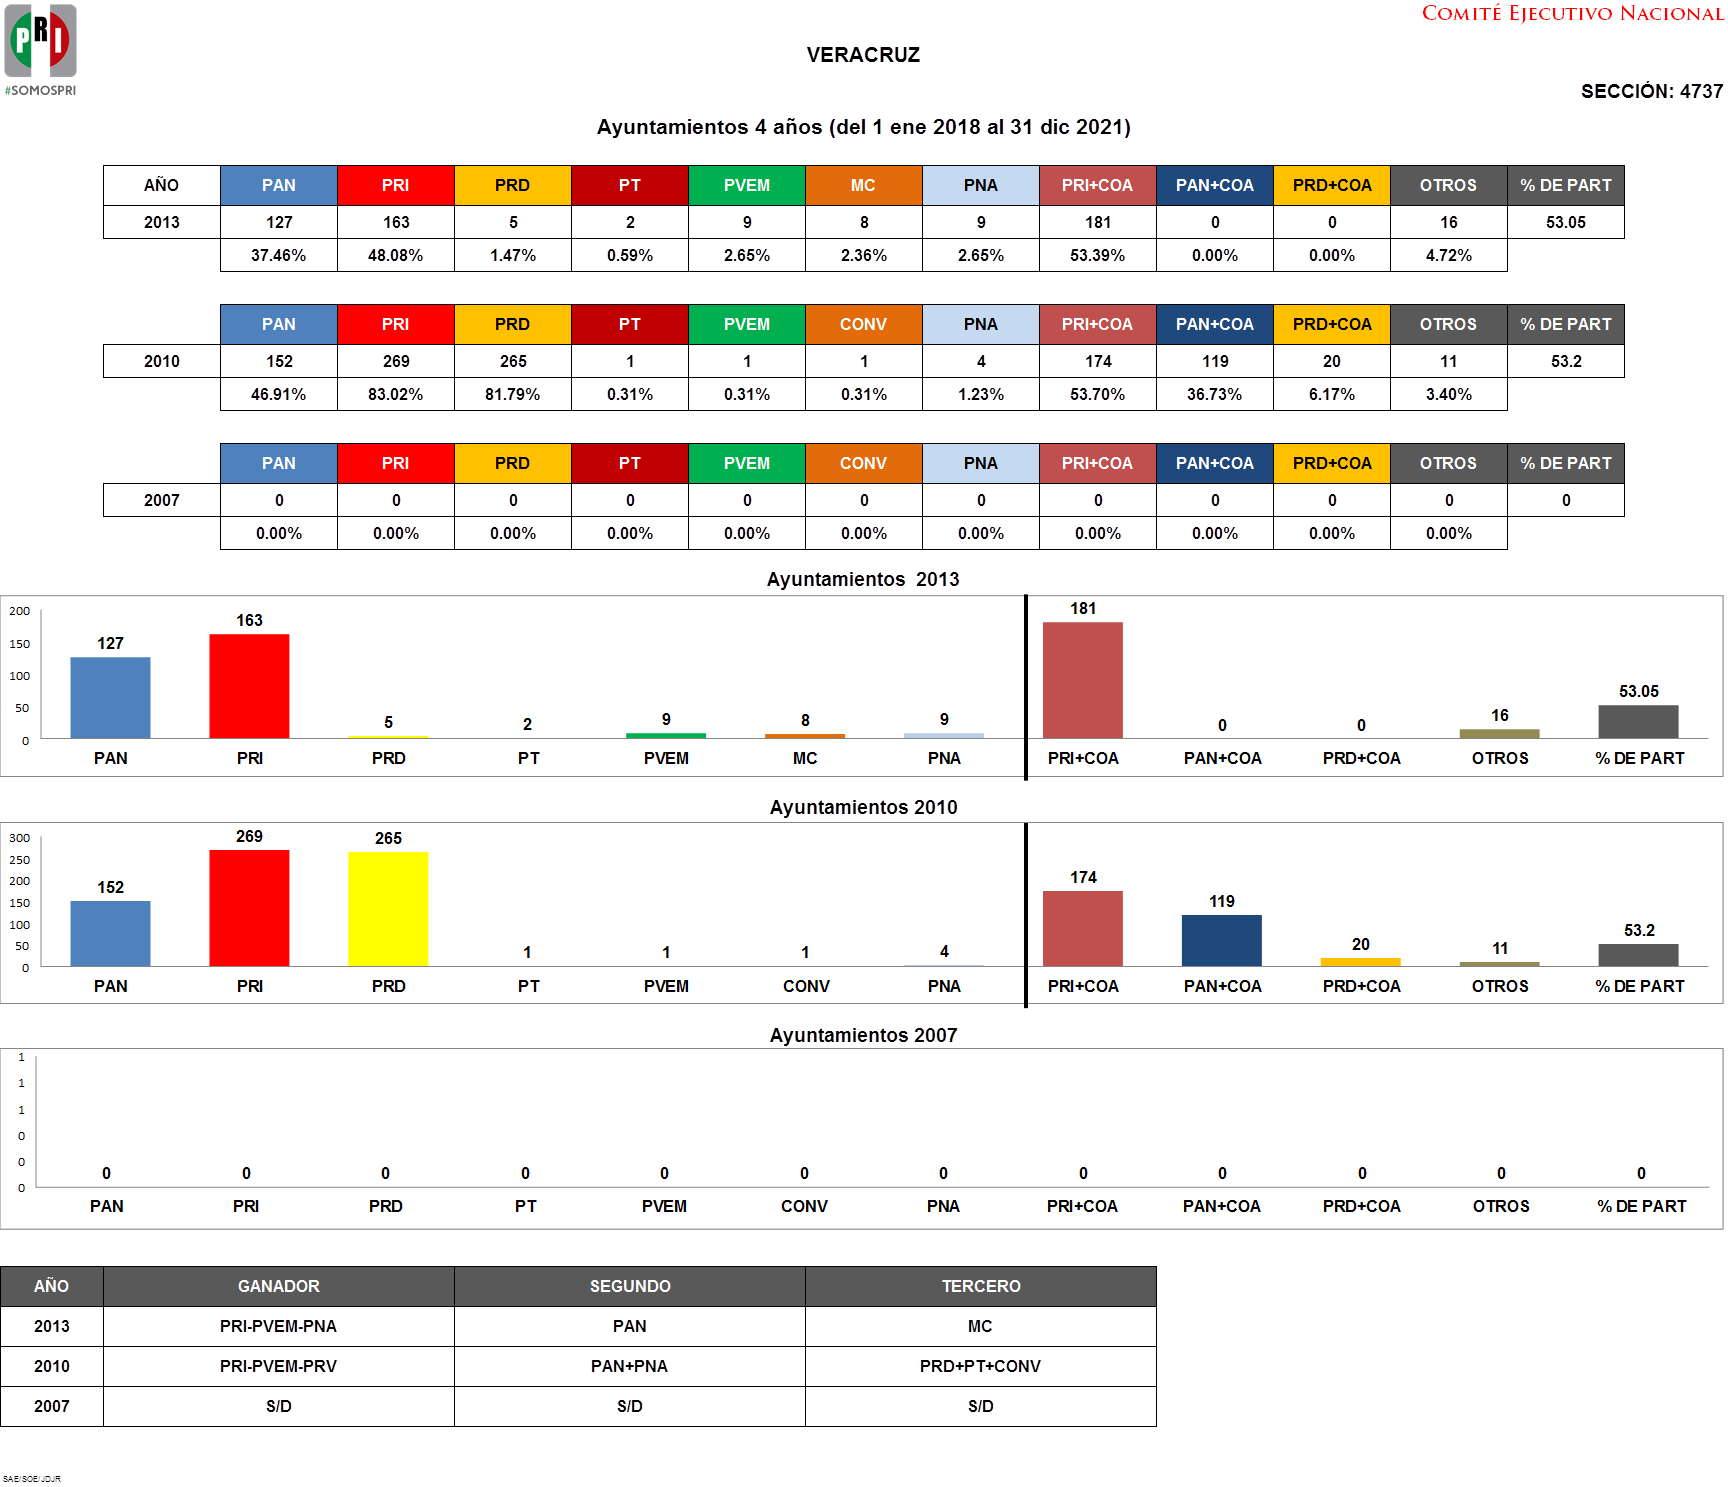 PRI
#SOMOSPRI
COMITÉ EJECUTIVO NACIONAL
VERACRUZ
SECCIÓN: 4737
Ayuntamientos 4 años (del 1 ene 2018 al 31 dic 2021)
AÑO PAN PRI PRD PT PVEM MC PNA PRI+COA PAN+COA PRD+COA OTROS % DE PART
2013 127 163 5 2 9 8 9 181 0 0 16 53.05
37.46% 48.08% 1.47% 0.59% 2.65% 2.36% 2.65% 53.39% 0.00% 0.00% 4.72%
PAN PRI PRD PT PVEM CONV PNA PRI+COA PAN+COA PRD+COA OTROS % DE PART
2010 152 269 265 1 1 1 4 174 119 20 11 53.2
46.91% 83.02% 81.79% 0.31% 0.31% 0.31% 1.23% 53.70% 36.73% 6.17% 3.40%
PAN PRI PRD PT PVEM CONV PNA PRI+COA PAN+COA PRD+COA OTROS % DE PART
2007 0 0 0 0 0 0 0 0 0 0 0 0
0.00% 0.00% 0.00% 0.00% 0.00% 0.00% 0.00% 0.00% 0.00% 0.00% 0.00%
Ayuntamientos 2013
200
150
100
50
0
127 163 5 2 9 8 9 181 0 0 16 53.05
PAN PRI PRD PT PVEM MC PNA PRI+COA PAN+COA PRD+COA OTROS % DE PART
Ayuntamientos 2010
300
250
200
150
100
50
0
152 269 265 1 1 1 4 174 119 20 11 53.2
PAN PRI PRD PT PVEM CONV PNA PRI+COA PAN+COA PRD+COA OTROS % DE PART
Ayuntamientos 2007
1
1
1
0
0
0
0 0 0 0 0 0 0 0 0 0 0 0
PAN PRI PRD PT PVEM CONV PNA PRI+COA PAN+COA PRD+COA OTROS % DE PART
AÑO GANADOR SEGUNDO TERCERO
2013 PRI-PVEM-PNA PAN MC
2010 PRI-PVEM-PRV PAN+PNA PRD+PT+CONV
2007 S/D S/D S/D
SAE/SOE/JDJR